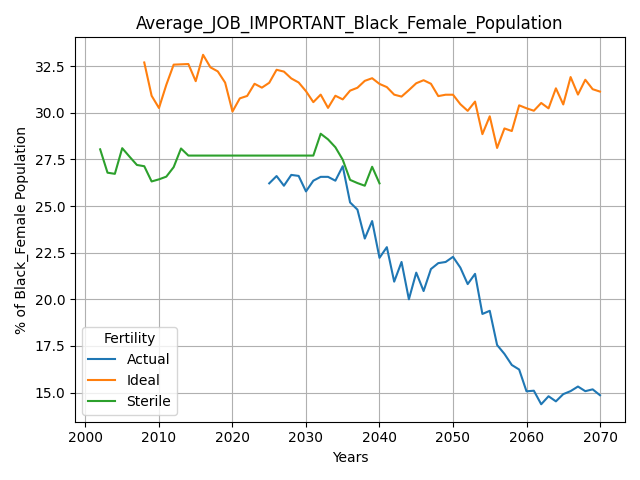 Average_JOB_IMPORTANT_Black_Female_Population
% of Black_Female Population
32.5
30.0
27.5
25.0
22.5
20.0
17.5
15.0
Fertility
Actual
Ideal
Sterile
2000
2010
2020
2030
2040
2050
2060
2070
Years